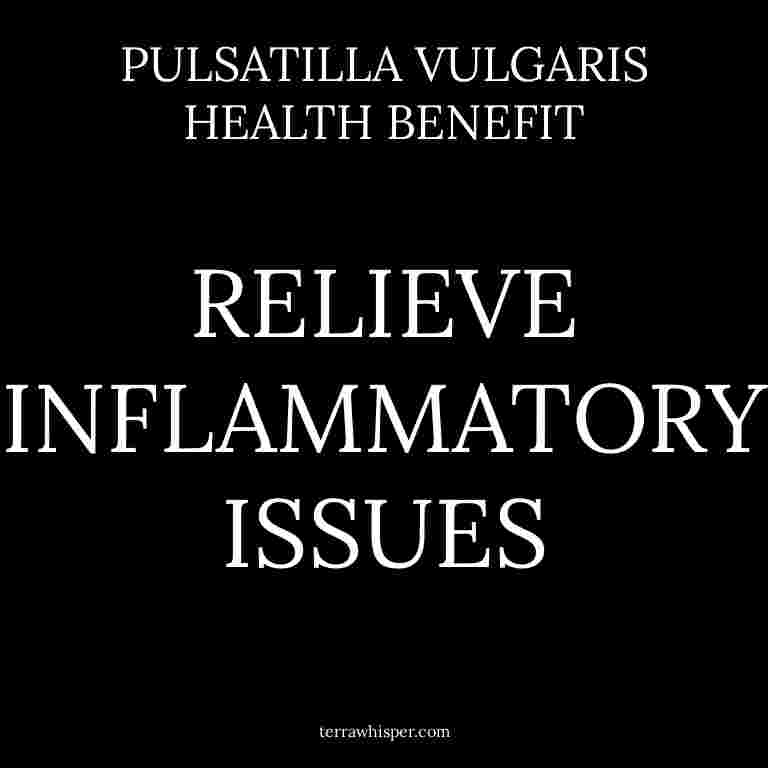 PULSATILLA VULGARIS
HEALTH BENEFIT
RELIEVE
INFLAMMATORY
ISSUES
terrawhisper.com